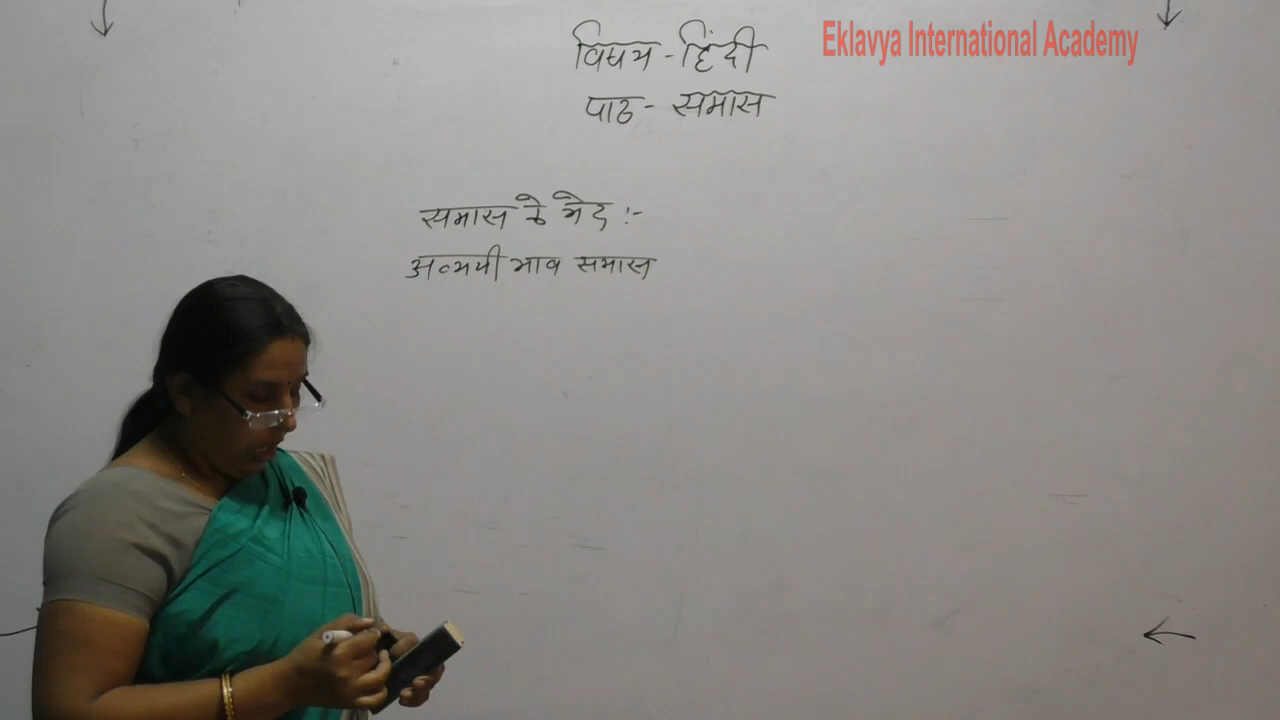 विषय - हिंदी
Eklavya International Academy
पाठ - समास
समास के भेद :-
अव्ययी भाव समास